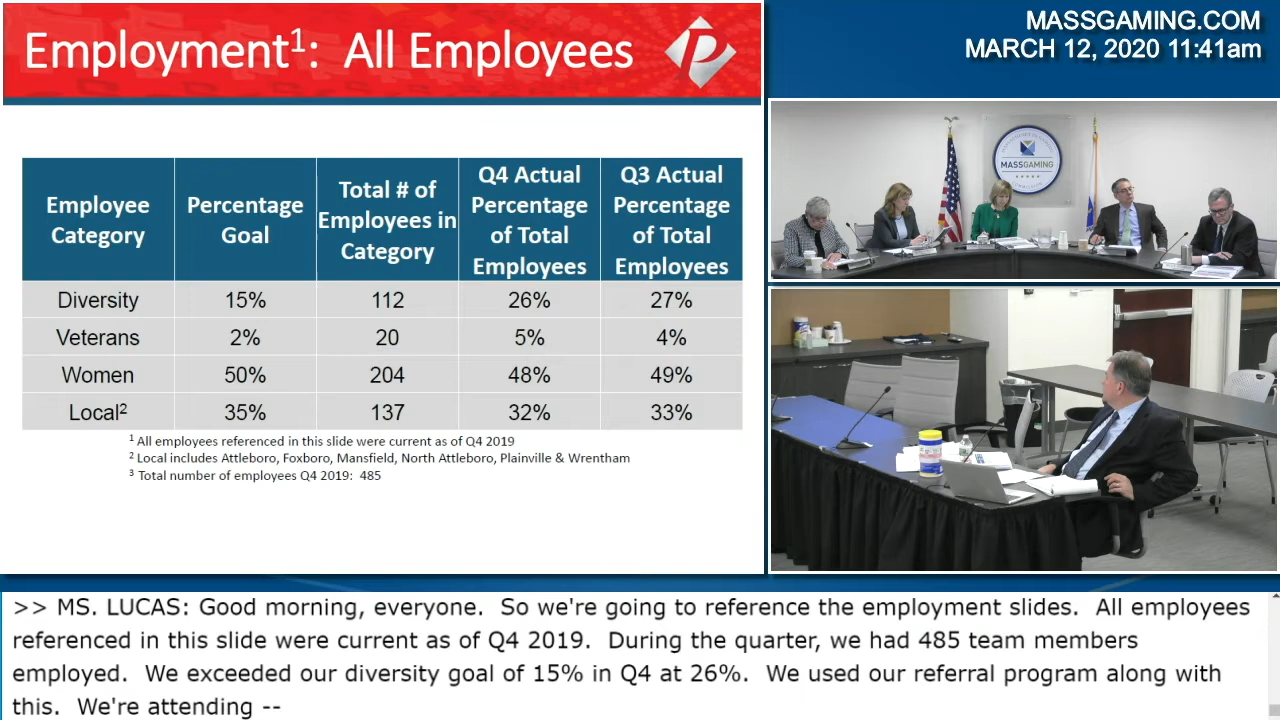 Employment1: All Employees
MASSGAMING.COM
MARCH 12, 2020 11:41am
Employee Category
Percentage Goal
Total # of Employees in Category
Q4 Actual Percentage of Total Employees
Q3 Actual Percentage of Total Employees
Diversity 15% 112 26% 27%
Veterans 2% 20 5% 4%
Women 50% 204 48% 49%
Local2 35% 137 32% 33%
1 All employees referenced in this slide were current as of Q4 2019
2 Local includes Attleboro, Foxboro, Mansfield, North Attleboro, Plainville & Wrentham
3 Total number of employees Q4 2019: 485
MASSGAMING
>> MS. LUCAS: Good morning, everyone. So we're going to reference the employment slides. All employees
referenced in this slide were current as of Q4 2019. During the quarter, we had 485 team members
employed. We exceeded our diversity goal of 15% in Q4 at 26%. We used our referral program along with
this. We're attending --